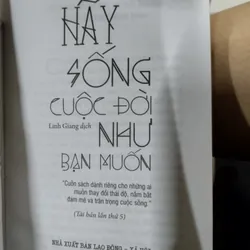 HÃY
SỐNG
CUỘC ĐỜI
Linh Giang dịch
NHƯ
BẠN MUỐN
"Cuốn sách dành riêng cho những ai
muốn thay đổi thái độ, nắm bắt
đam mê và trân trọng cuộc sống."
(Tái bản lần thứ 5)
NHÀ XUẤT BẢN LAO ĐỘNG - XÃ HỘI